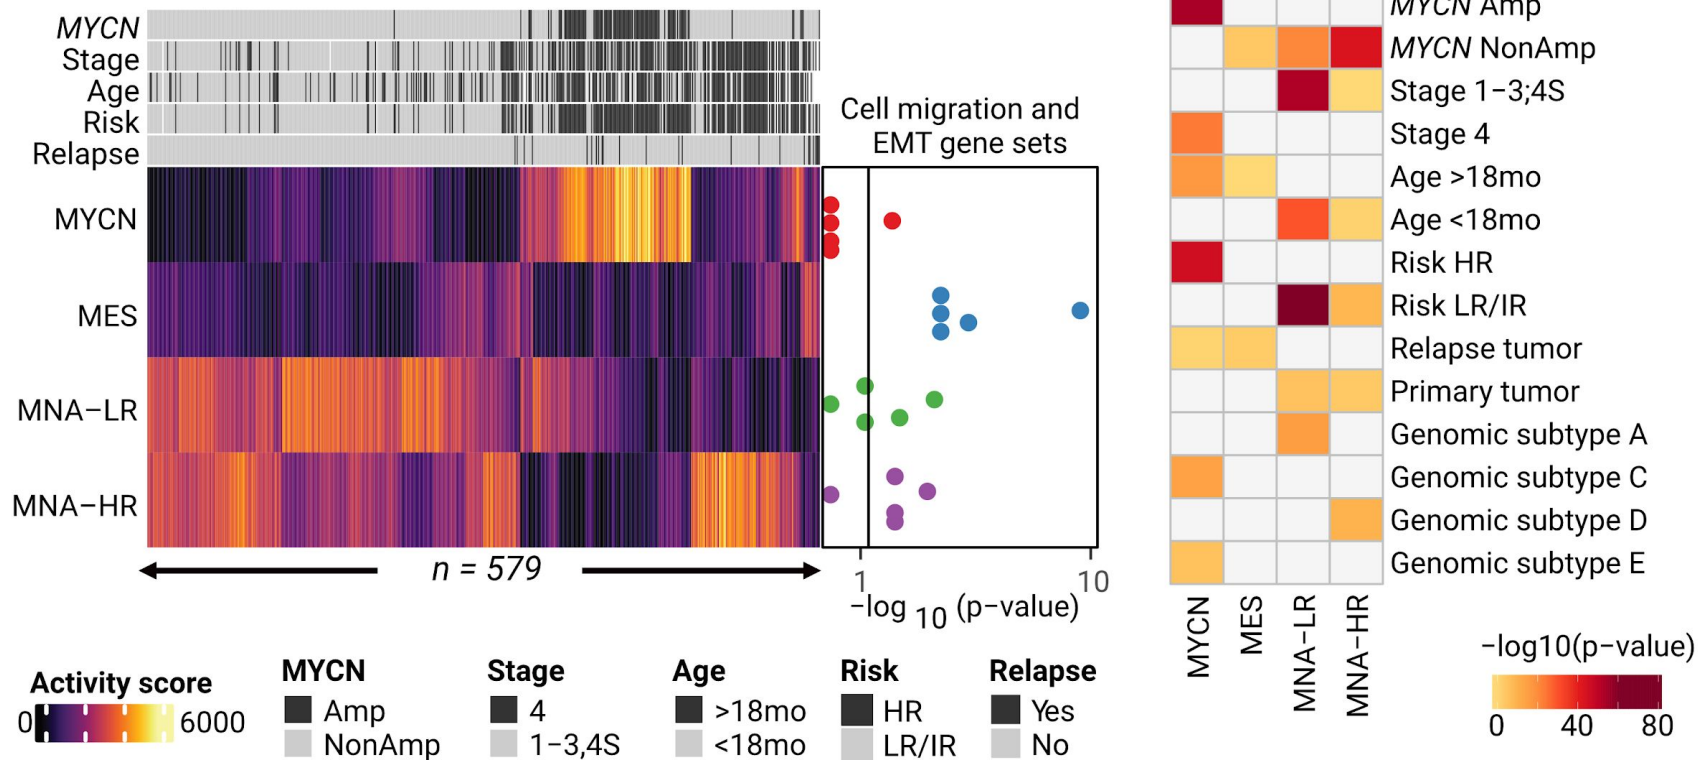 MYCN
Stage
Age
Risk
Relapse
Cell migration and
EMT gene sets
MYCN
MES
MNA−LR
MNA−HR
n = 579
1
10
−log 10 (p−value)
Activity score
0
6000
MYCN
Amp
NonAmp
Stage
4
1−3,4S
Age
>18mo
<18mo
Risk
HR
LR/IR
Relapse
Yes
No
MYCN Amp
MYCN NonAmp
Stage 1−3;4S
Stage 4
Age >18mo
Age <18mo
Risk HR
Risk LR/IR
Relapse tumor
Primary tumor
Genomic subtype A
Genomic subtype C
Genomic subtype D
Genomic subtype E
MYCN
MES
MNA−LR
MNA−HR
−log10(p−value)
0 40 80